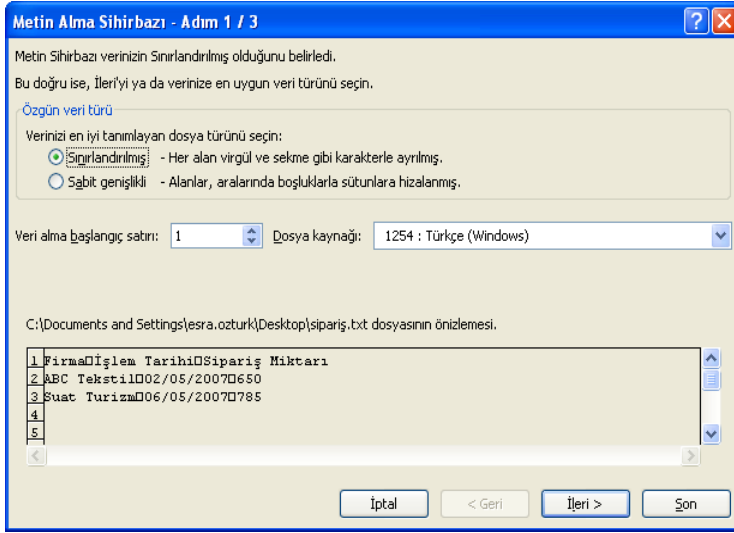 Metin Alma Sihirbazı - Adım 1 / 3
Metin Sihirbazı verinizin Sınırlandırılmış olduğunu belirledi.
Bu doğru ise, İleri'yi ya da verinize en uygun veri türünü seçin.
Özgün veri türü
Verinizi en iyi tanımlayan dosya türünü seçin:
Sınırlandırılmış - Her alan virgül ve sekme gibi karakterle ayrılmış.
Sabit genişlikli - Alanlar, aralarında boşluklarla sütunlara hizalanmış.
Veri alma başlangıç satırı: 1 Dosya kaynağı: 1254 : Türkçe (Windows)
C:\Documents and Settings\esra.ozturk\Desktop\sipariş.txt dosyasının önizlemesi.
1 Firma□İşlem Tarihi□Sipariş Miktarı
2 ABC Tekstil□02/05/2007□650
3 Suat Turizm□06/05/2007□785
4
5
İptal < Geri İleri > Son